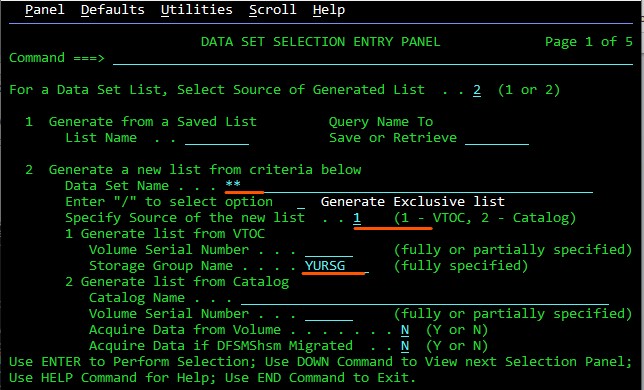 Panel Defaults Utilities Scroll Help
DATA SET SELECTION ENTRY PANEL Page 1 of 5
Command ===>
For a Data Set List, Select Source of Generated List . . 2 (1 or 2)
1 Generate from a Saved List Query Name To
List Name . . Save or Retrieve
2 Generate a new list from criteria below
Data Set Name . . . **
Enter "/" to select option _ Generate Exclusive list
Specify Source of the new list . . 1 (1 - VTOC, 2 - Catalog)
1 Generate list from VTOC
Volume Serial Number . . . (fully or partially specified)
Storage Group Name . . . . YURSG (fully specified)
2 Generate list from Catalog
Catalog Name . . .
Volume Serial Number . . . (fully or partially specified)
Acquire Data from Volume . . . . . . . N (Y or N)
Acquire Data if DFSMShsm Migrated . . N (Y or N)
Use ENTER to Perform Selection; Use DOWN Command to View next Selection Panel;
Use HELP Command for Help; Use END Command to Exit.